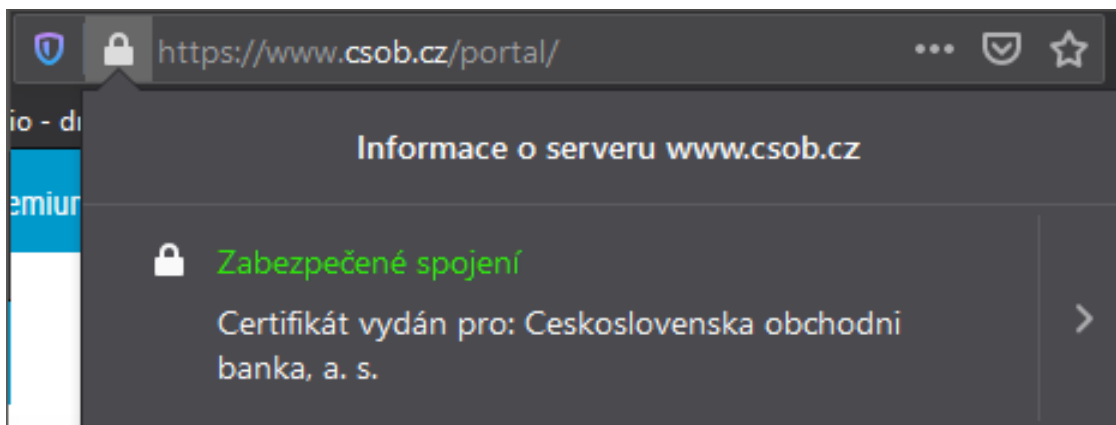 https://www.csob.cz/portal/
io - d
Informace o serveru www.csob.cz
emiu
Zabezpečené spojení
Certifikát vydán pro: Ceskoslovenska obchodni
banka, a. s.